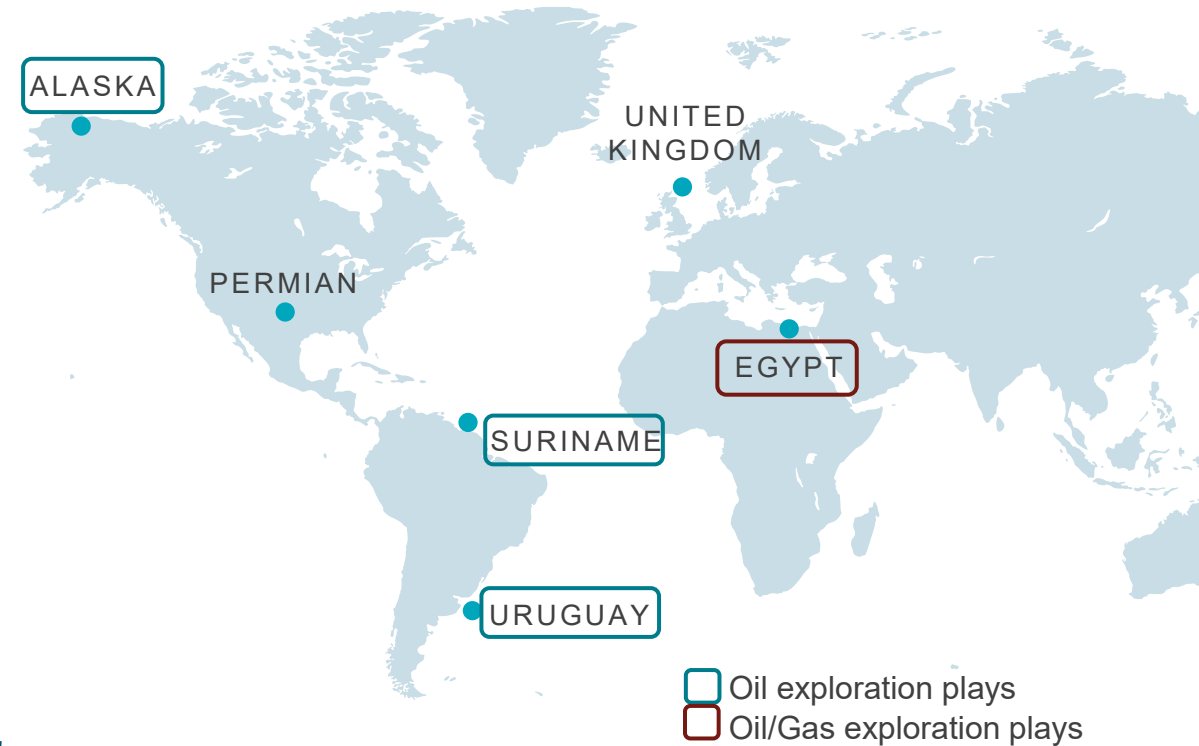 ALASKA
UNITED
KINGDOM
PERMIAN
EGYPT
SURINAME
URUGUAY
Oil exploration plays
Oil/Gas exploration plays